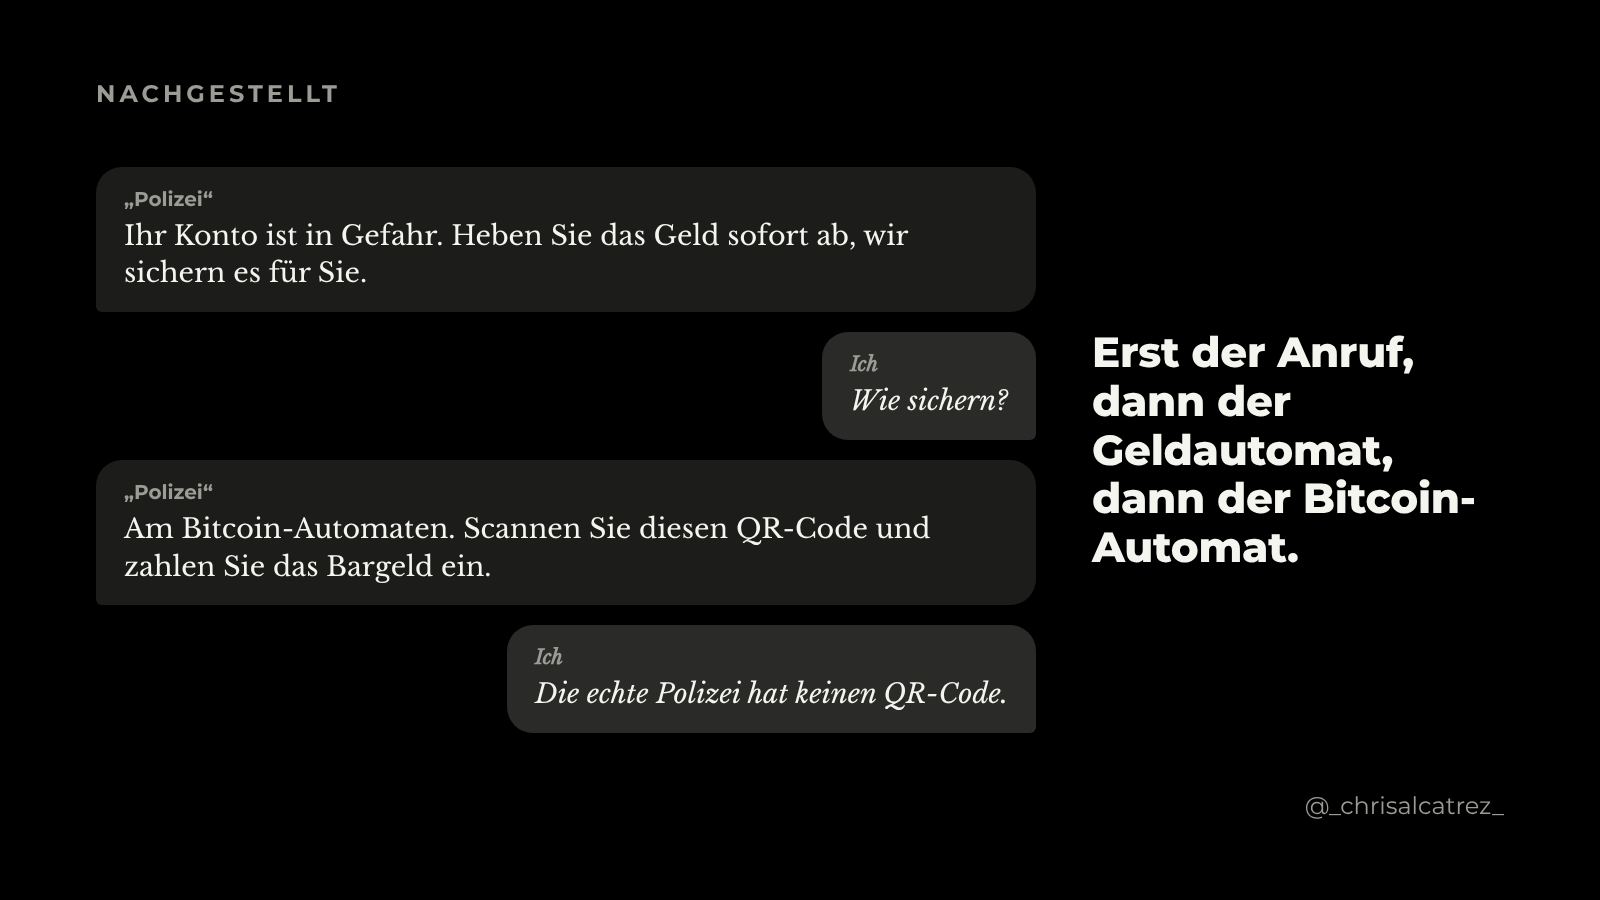 NACHGESTELLT
„Polizei“
Ihr Konto ist in Gefahr. Heben Sie das Geld sofort ab, wir
sichern es für Sie.
Ich
Wie sichern?
„Polizei“
Am Bitcoin-Automaten. Scannen Sie diesen QR-Code und
zahlen Sie das Bargeld ein.
Ich
Die echte Polizei hat keinen QR-Code.
Erst der Anruf,
dann der
Geldautomat,
dann der Bitcoin-
Automat.
@_chrisalcatrez_